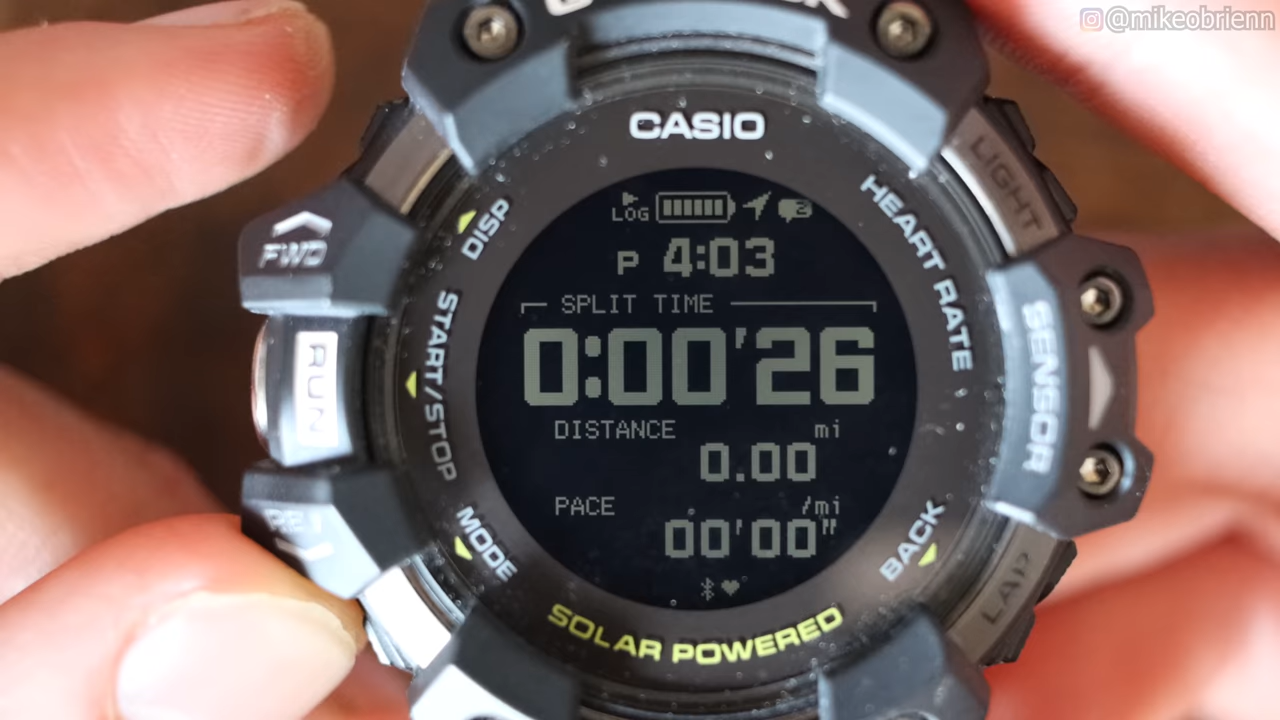 @mikeobrienn
CASIO
LIGHT
FWD
DISP
HEART RATE
LOG
2
P 4:03
SPLIT TIME
0:00'26
START/STOP
RUN
SENSOR
DISTANCE mi
0.00
PACE /mi
00'00"
MODE
BACK
LAP
SOLAR POWERED